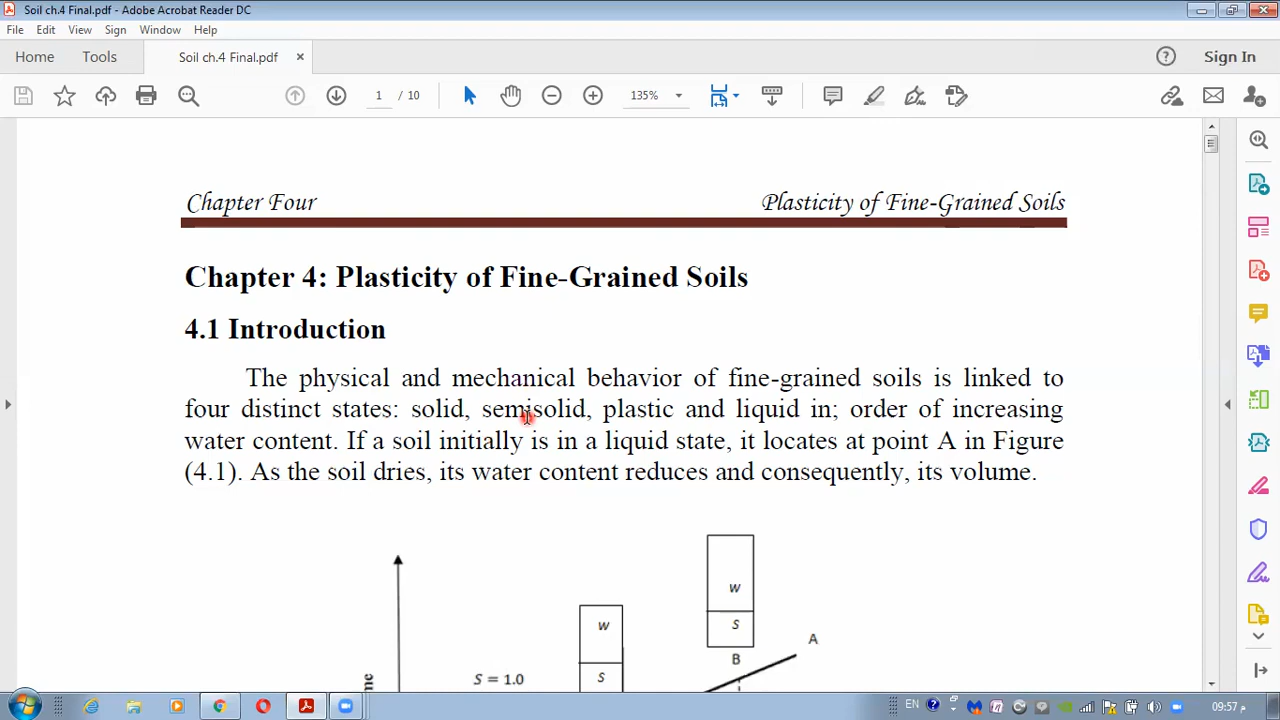 Soil ch.4 Final.pdf - Adobe Acrobat Reader DC
File Edit View Sign Window Help
Home Tools Soil ch.4 Final.pdf × Sign In
1 / 10 135%
Chapter Four Plasticity of Fine-Grained Soils
Chapter 4: Plasticity of Fine-Grained Soils
4.1 Introduction
The physical and mechanical behavior of fine-grained soils is linked to
four distinct states: solid, semisolid, plastic and liquid in; order of increasing
water content. If a soil initially is in a liquid state, it locates at point A in Figure
(4.1). As the soil dries, its water content reduces and consequently, its volume.
W
W
S
A
B
S = 1.0
S
me
EN 09:57 م